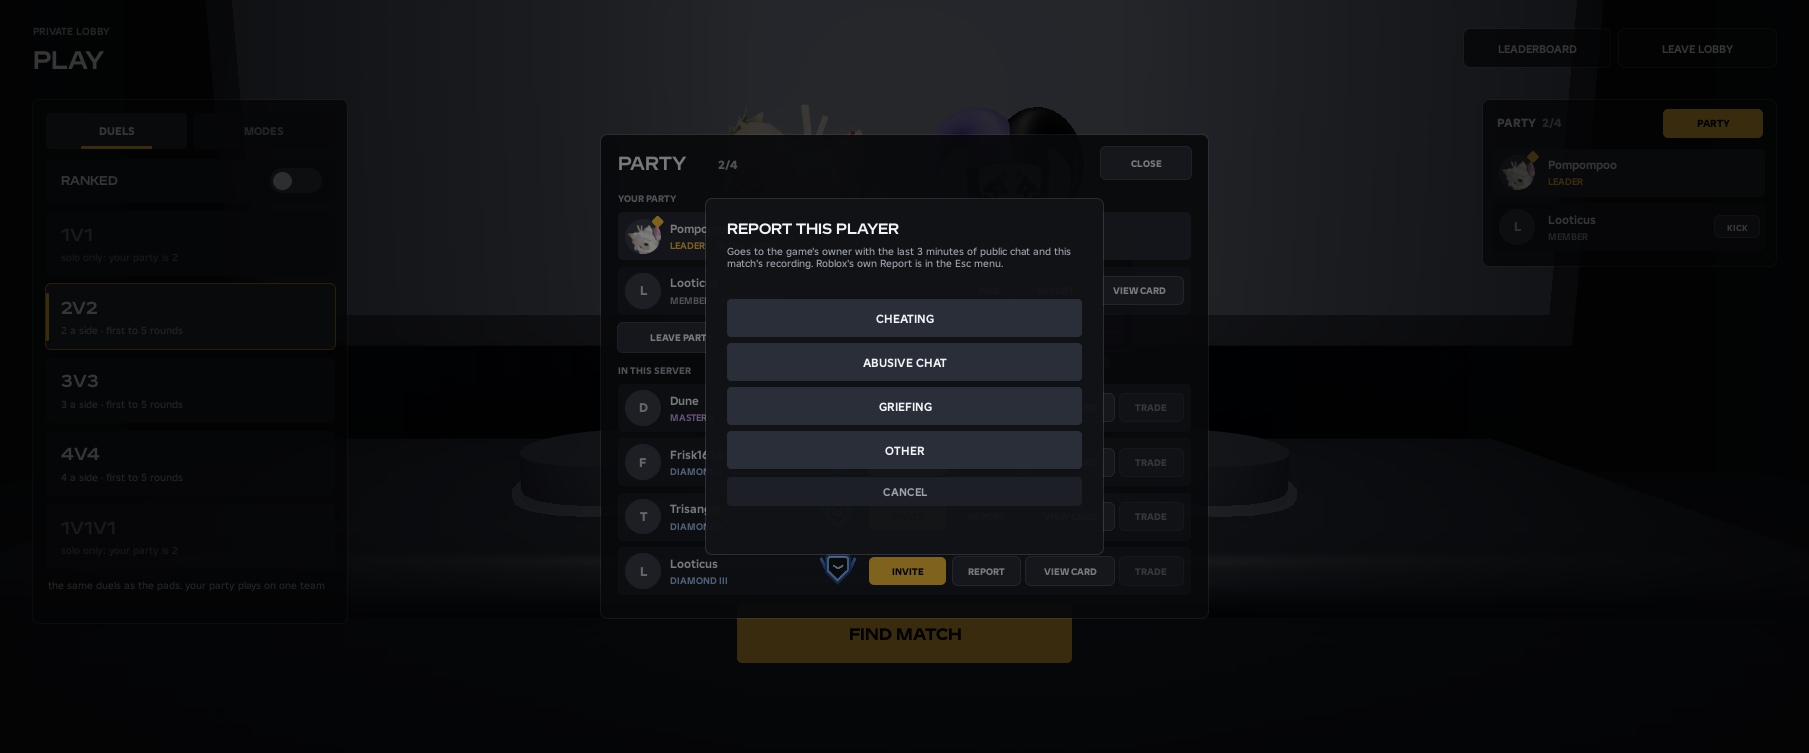 PRIVATE LOBBY
PLAY
LEADERBOARD
LEAVE LOBBY
DUELS
MODES
RANKED
1V1
solo only: your party is 2
2V2
2 a side · first to 5 rounds
3V3
3 a side · first to 5 rounds
4V4
4 a side · first to 5 rounds
1V1V1
solo only: your party is 2
the same duels as the pads. your party plays on one team
PARTY 2/4
CLOSE
YOUR PARTY
LEADER
L
MEMBER
VIEW CARD
IN THIS SERVER
D
Dune
MASTER
TRADE
F
TRADE
T
TRADE
L
Looticus
DIAMOND III
INVITE
REPORT
VIEW CARD
TRADE
REPORT THIS PLAYER
Goes to the game's owner with the last 3 minutes of public chat and this
match's recording. Roblox's own Report is in the Esc menu.
CHEATING
ABUSIVE CHAT
GRIEFING
OTHER
CANCEL
FIND MATCH
PARTY 2/4
PARTY
Pompompoo
LEADER
L
Looticus
MEMBER
KICK